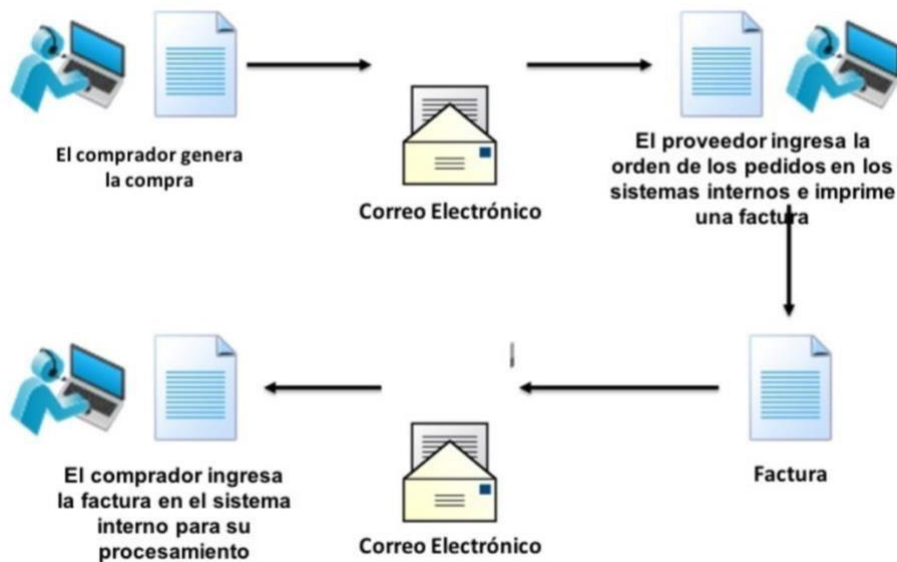 El comprador genera
la compra
Correo Electrónico
El proveedor ingresa la
orden de los pedidos en los
sistemas internos e imprime
una factura
Factura
Correo Electrónico
El comprador ingresa
la factura en el sistema
interno para su
procesamiento